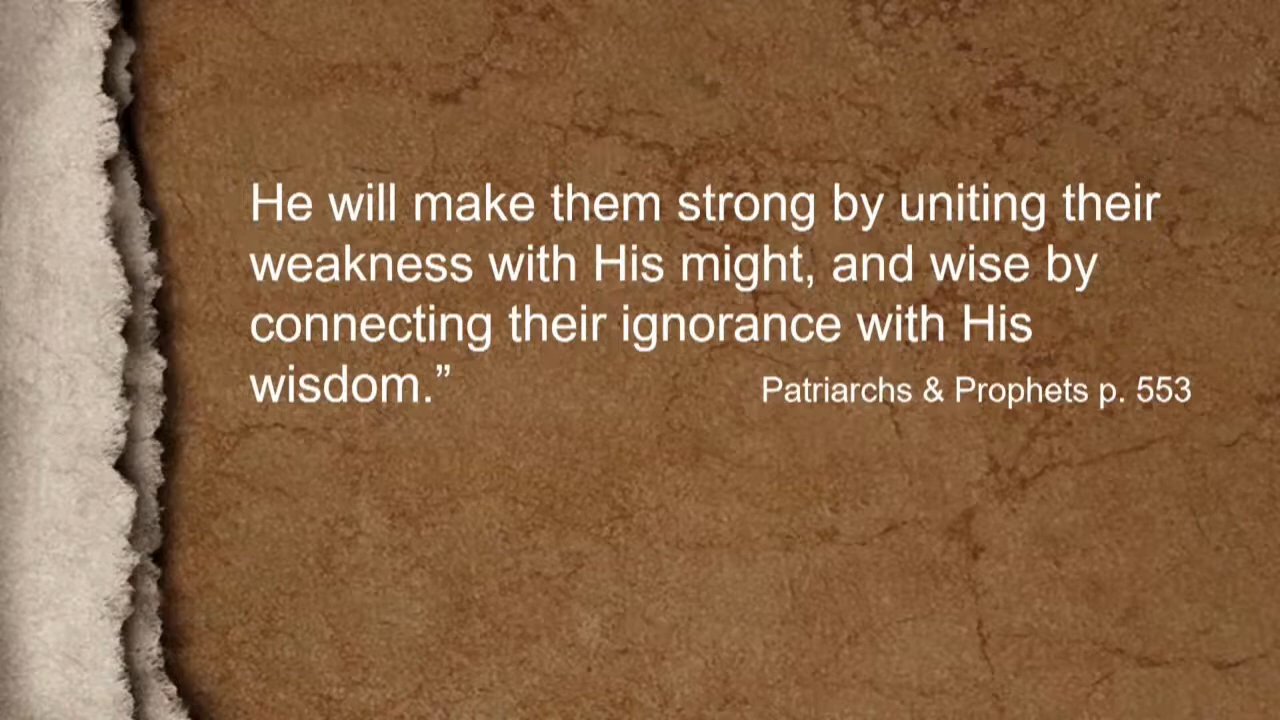 He will make them strong by uniting their
weakness with His might, and wise by
connecting their ignorance with His
wisdom.” Patriarchs & Prophets p. 553